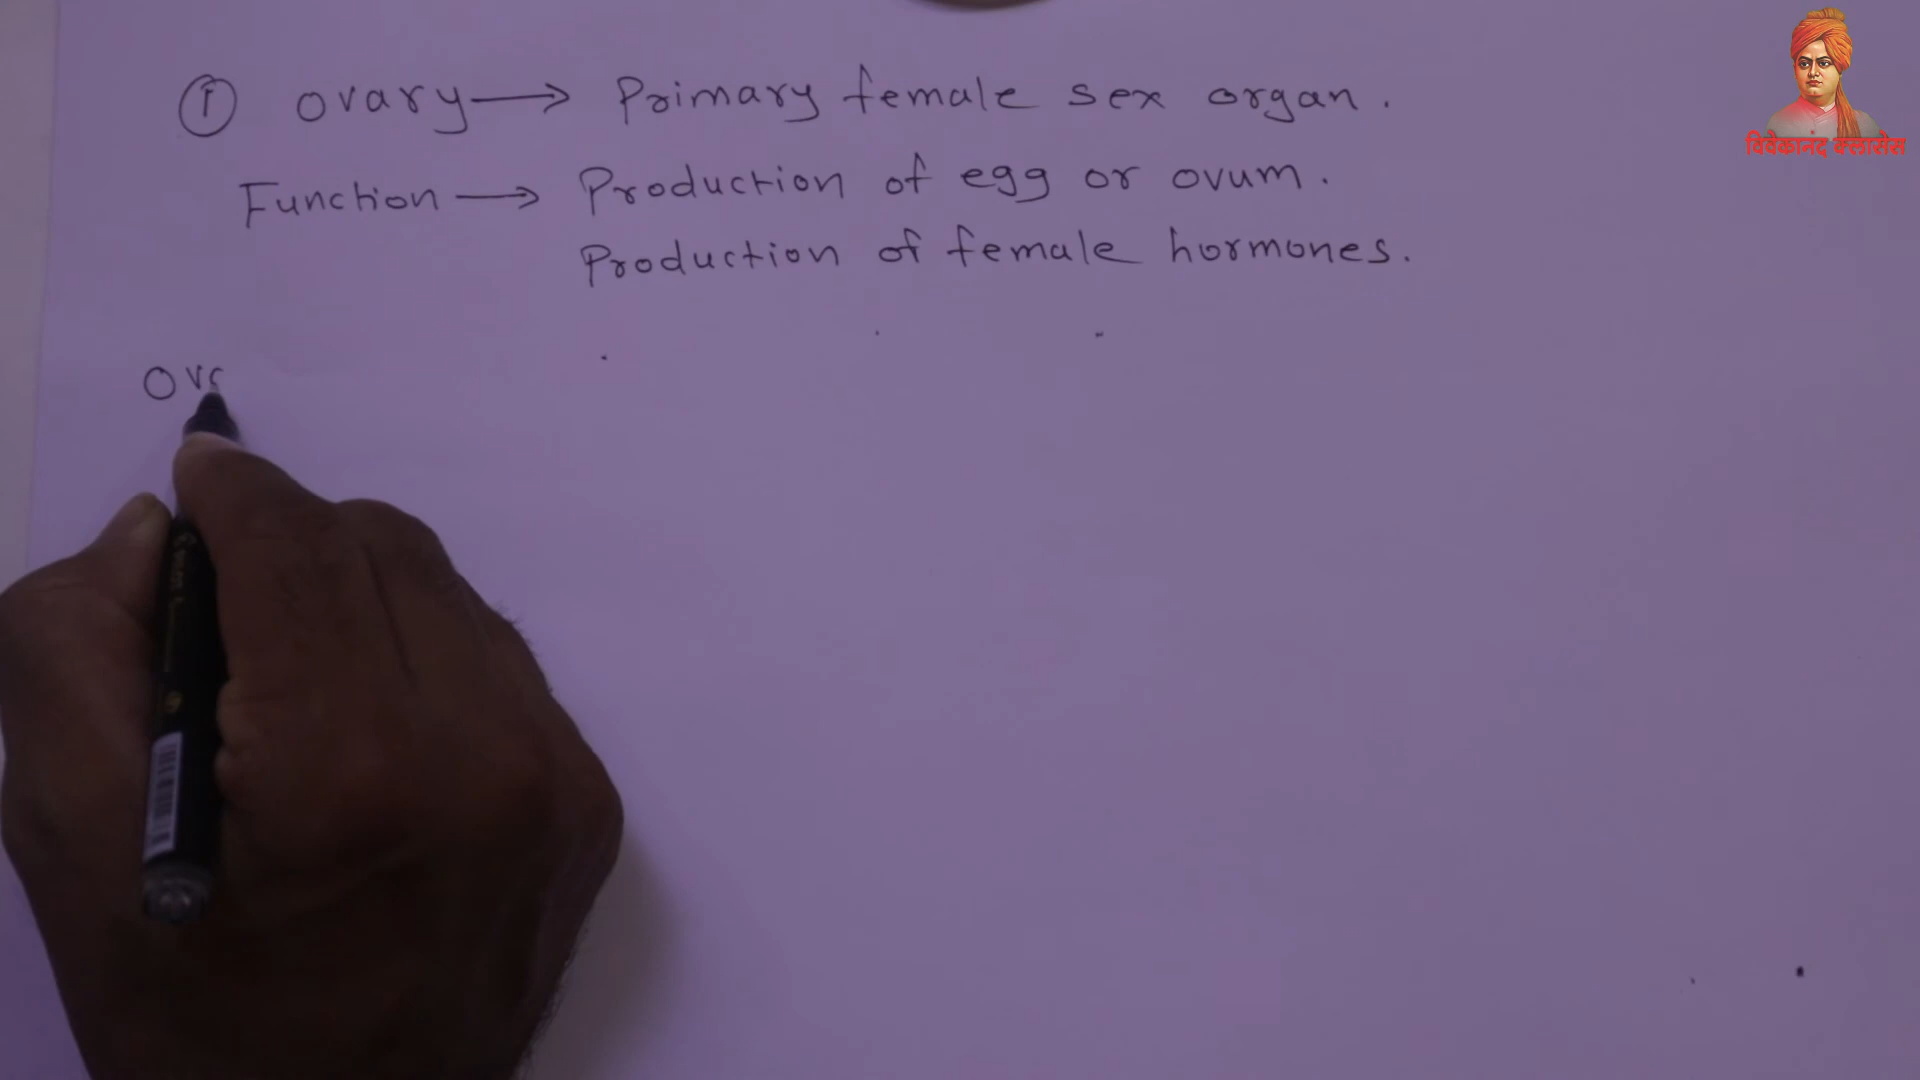 ① Ovary → Primary female sex organ.
Function → Production of egg or ovum.
Production of female hormones.
विवेकानंद क्लासेस